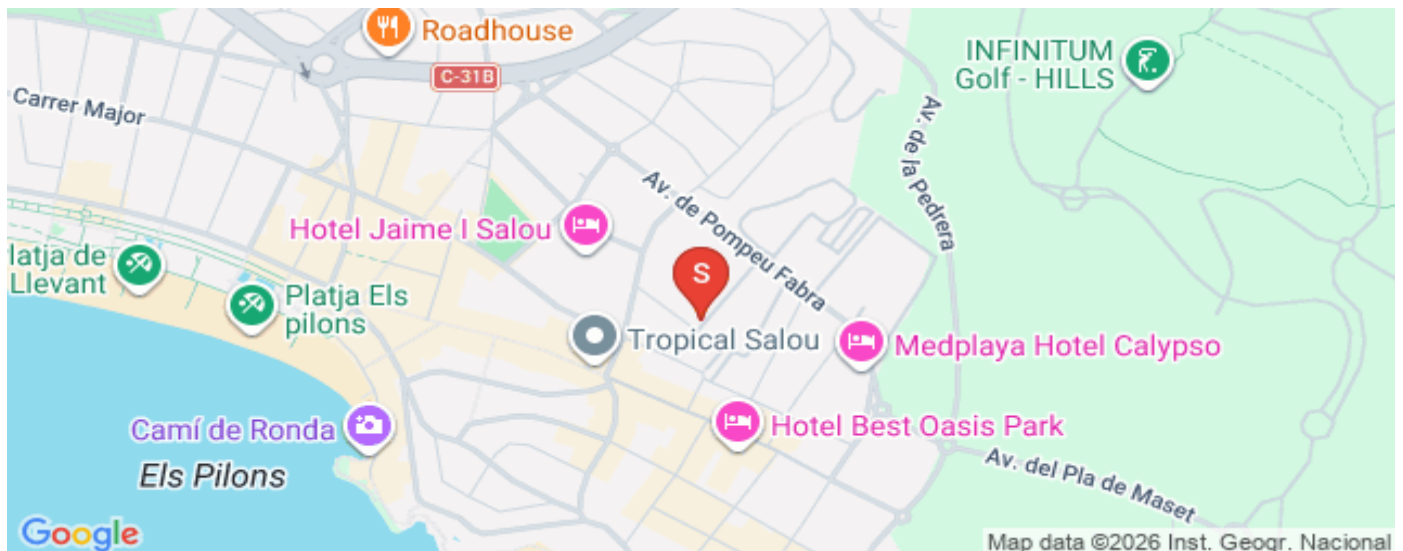 Roadhouse
C-31B
INFINITUM
Golf - HILLS
Carrer Major
Av. de la Pedrera
Av. de Pompeu Fabra
Hotel Jaime I Salou
latja de
Llevant
S
Platja Els
pilons
Tropical Salou
Medplaya Hotel Calypso
Camí de Ronda
Hotel Best Oasis Park
Els Pilons
Av. del Pla de Maset
Google
Map data ©2026 Inst. Geogr. Nacional